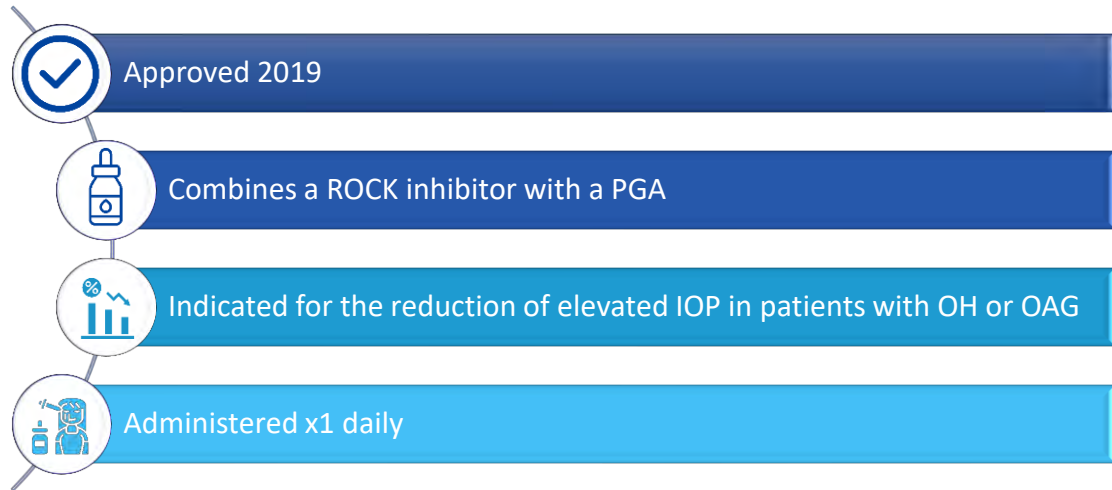 Approved 2019
Combines a ROCK inhibitor with a PGA
%
Indicated for the reduction of elevated IOP in patients with OH or OAG
Administered x1 daily